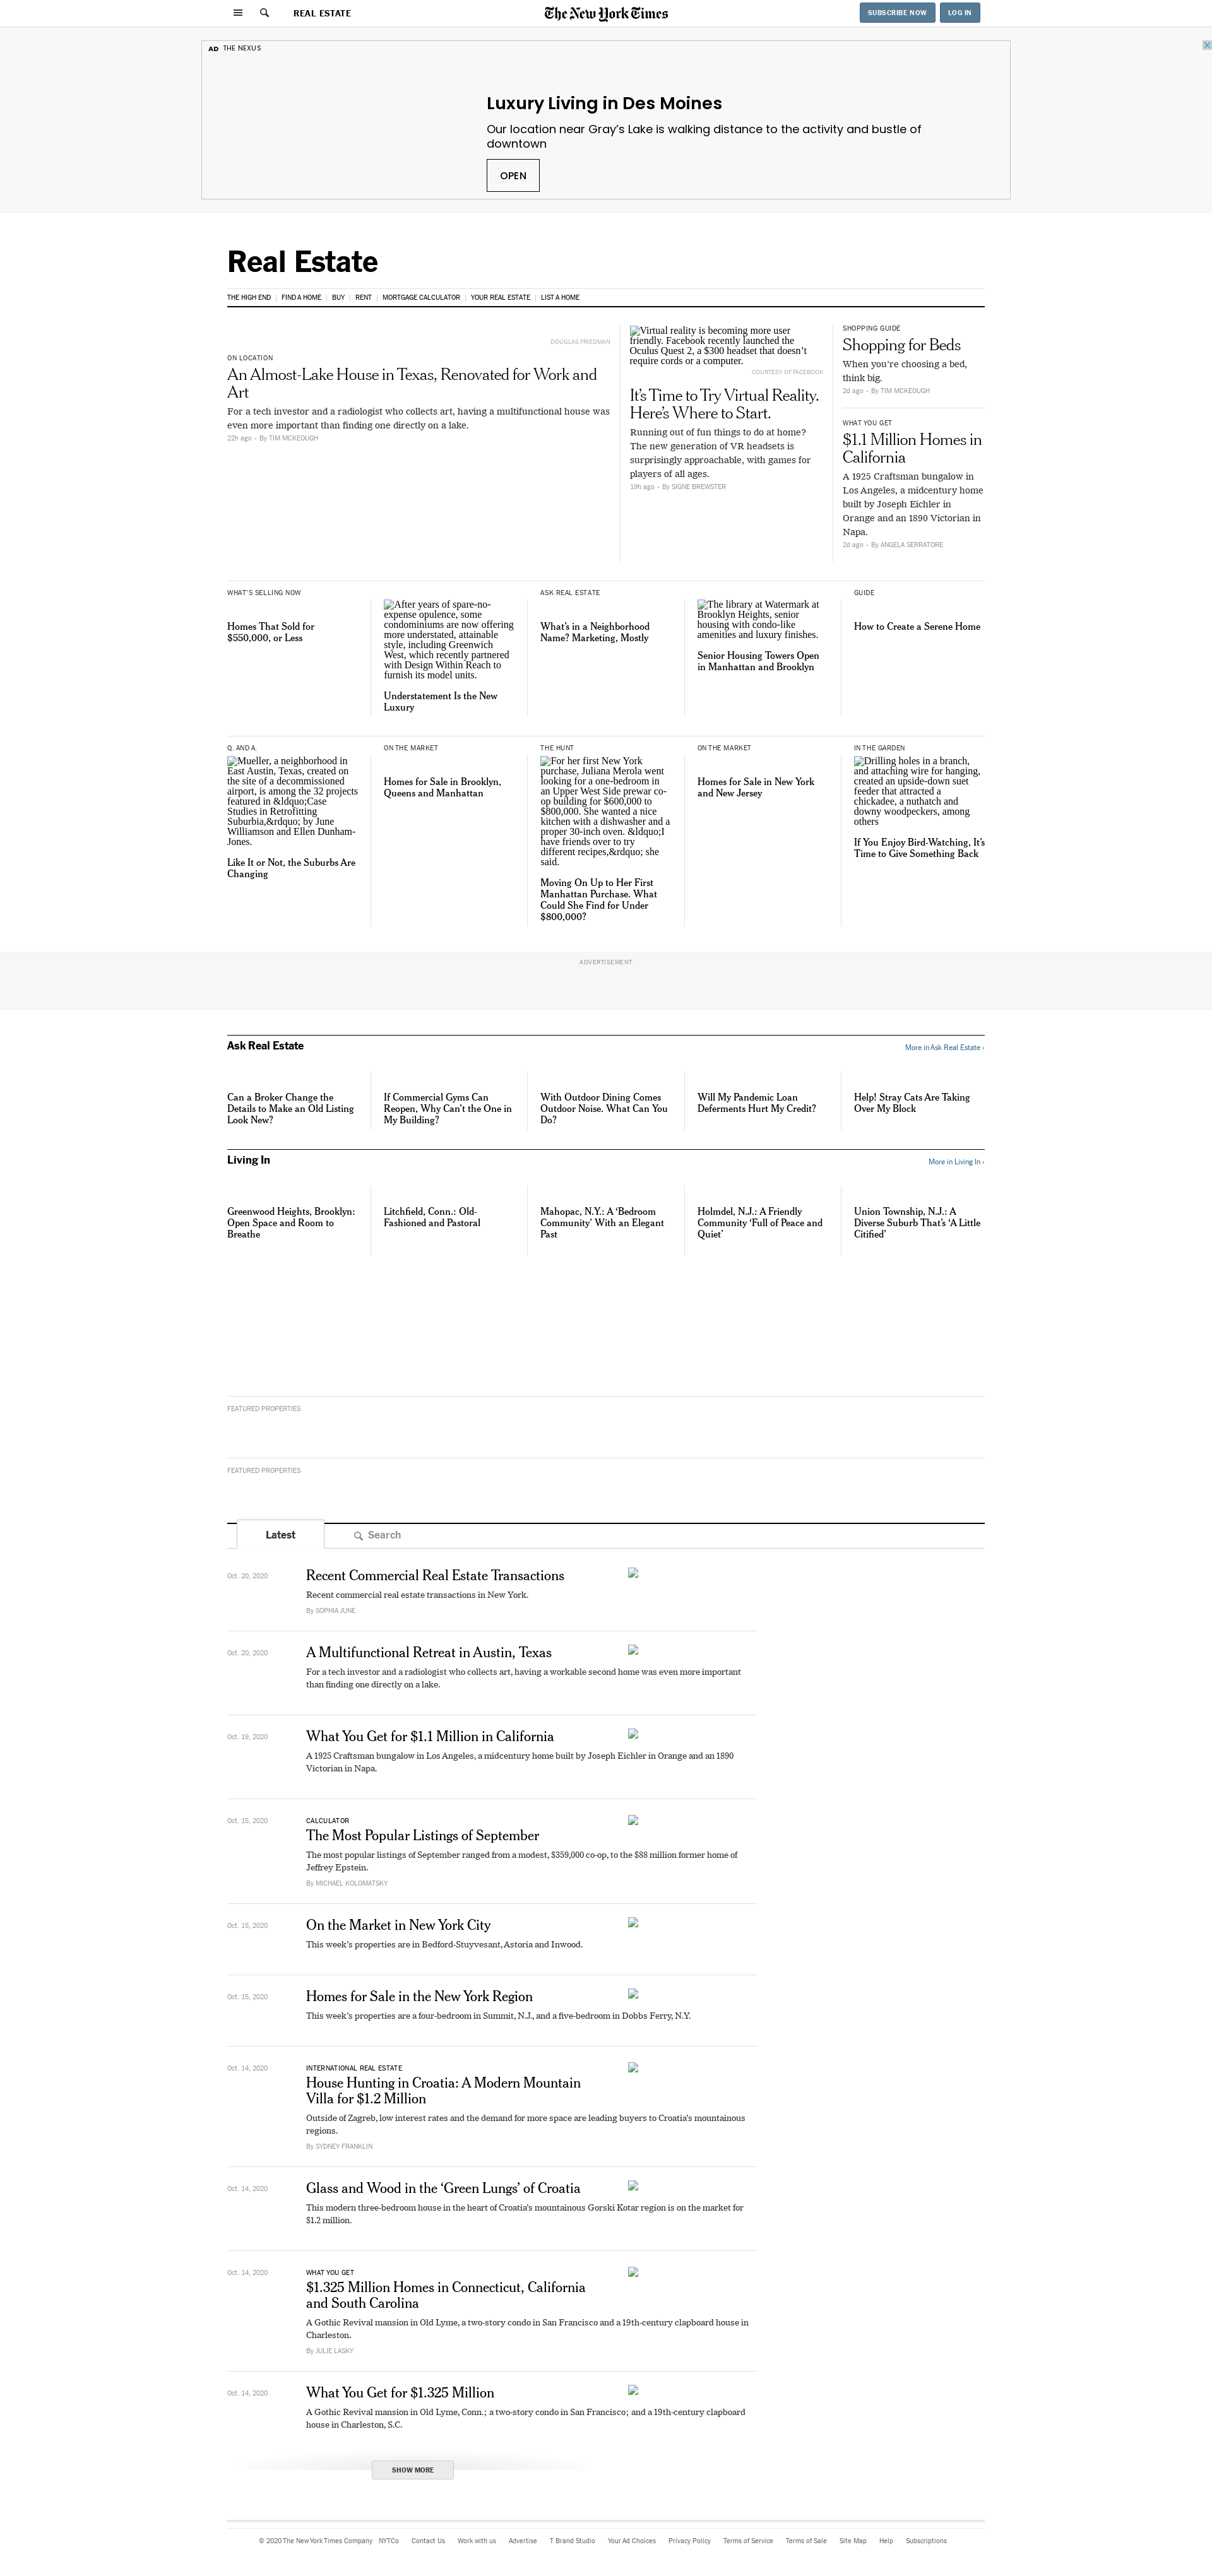 REAL ESTATE
The New York Times
SUBSCRIBE NOW
LOG IN
AD THE NEXUS
Luxury Living in Des Moines
Our location near Gray's Lake is walking distance to the activity and bustle of
downtown
OPEN
Real Estate
THE HIGH END
FIND A HOME
BUY
RENT
MORTGAGE CALCULATOR
YOUR REAL ESTATE
LIST A HOME
DOUGLAS FRIEDMAN
ON LOCATION
An Almost-Lake House in Texas, Renovated for Work and
Art
For a tech investor and a radiologist who collects art, having a multifunctional house was
even more important than finding one directly on a lake.
22h ago • By TIM MCKEOUGH
Virtual reality is becoming more user
friendly. Facebook recently launched the
Oculus Quest 2, a $300 headset that doesn't
require cords or a computer.
COURTESY OF FACEBOOK
It's Time to Try Virtual Reality.
Here's Where to Start.
Running out of fun things to do at home?
The new generation of VR headsets is
surprisingly approachable, with games for
players of all ages.
19h ago • By SIGNE BREWSTER
SHOPPING GUIDE
Shopping for Beds
When you're choosing a bed,
think big.
2d ago • By TIM MCKEOUGH
WHAT YOU GET
$1.1 Million Homes in
California
A 1925 Craftsman bungalow in
Los Angeles, a midcentury home
built by Joseph Eichler in
Orange and an 1890 Victorian in
Napa.
2d ago • By ANGELA SERRATORE
WHAT'S SELLING NOW
Homes That Sold for
$550,000, or Less
After years of spare-no-
expense opulence, some
condominiums are now offering
more understated, attainable
style, including Greenwich
West, which recently partnered
with Design Within Reach to
furnish its model units.
Understatement Is the New
Luxury
ASK REAL ESTATE
What's in a Neighborhood
Name? Marketing, Mostly
The library at Watermark at
Brooklyn Heights, senior
housing with condo-like
amenities and luxury finishes.
Senior Housing Towers Open
in Manhattan and Brooklyn
GUIDE
How to Create a Serene Home
Q. AND A.
Mueller, a neighborhood in
East Austin, Texas, created on
the site of a decommissioned
airport, is among the 32 projects
featured in &ldquo;Case
Studies in Retrofitting
Surburbia,&rdquo; by June
Williamson and Ellen Dunham-
Jones.
Like It or Not, the Suburbs Are
Changing
ON THE MARKET
Homes for Sale in Brooklyn,
Queens and Manhattan
THE HUNT
For her first New York
purchase, Juliana Merola went
looking for a one-bedroom in
an Upper West Side prewar co-
op building for $600,000 to
$800,000. She wanted a nice
kitchen with a dishwasher and a
proper 30-inch oven. &ldquo;I
have friends over to try
different recipes,&rdquo; she
said.
Moving On Up to Her First
Manhattan Purchase. What
Could She Find for Under
$800,000?
ON THE MARKET
Homes for Sale in New York
and New Jersey
IN THE GARDEN
Drilling holes in a branch,
and attaching wire for hanging,
created an upside-down suet
feeder that attracted a
chickadee, a nuthatch and
downy woodpeckers, among
others
If You Enjoy Bird-Watching, It's
Time to Give Something Back
ADVERTISEMENT
Ask Real Estate
More in Ask Real Estate ›
Can a Broker Change the
Details to Make an Old Listing
Look New?
If Commercial Gyms Can
Reopen, Why Can't the One in
My Building?
With Outdoor Dining Comes
Outdoor Noise. What Can You
Do?
Will My Pandemic Loan
Deferments Hurt My Credit?
Help! Stray Cats Are Taking
Over My Block
Living In
More in Living In ›
Greenwood Heights, Brooklyn:
Open Space and Room to
Breathe
Litchfield, Conn.: Old-
Fashioned and Pastoral
Mahopac, N.Y.: A 'Bedroom
Community' With an Elegant
Past
Holmdel, N.J.: A Friendly
Community 'Full of Peace and
Quiet'
Union Township, N.J.: A
Diverse Suburb That's 'A Little
Citified'
FEATURED PROPERTIES
FEATURED PROPERTIES
Latest
Search
Oct. 20, 2020
Recent Commercial Real Estate Transactions
Recent commercial real estate transactions in New York.
By SOPHIA JUNE
Oct. 20, 2020
A Multifunctional Retreat in Austin, Texas
For a tech investor and a radiologist who collects art, having a workable second home was even more important
than finding one directly on a lake.
Oct. 19, 2020
What You Get for $1.1 Million in California
A 1925 Craftsman bungalow in Los Angeles, a midcentury home built by Joseph Eichler in Orange and an 1890
Victorian in Napa.
Oct. 15, 2020
CALCULATOR
The Most Popular Listings of September
The most popular listings of September ranged from a modest, $359,000 co-op, to the $88 million former home of
Jeffrey Epstein.
By MICHAEL KOLOMATSKY
Oct. 15, 2020
On the Market in New York City
This week's properties are in Bedford-Stuyvesant, Astoria and Inwood.
Oct. 15, 2020
Homes for Sale in the New York Region
This week's properties are a four-bedroom in Summit, N.J., and a five-bedroom in Dobbs Ferry, N.Y.
Oct. 14, 2020
INTERNATIONAL REAL ESTATE
House Hunting in Croatia: A Modern Mountain
Villa for $1.2 Million
Outside of Zagreb, low interest rates and the demand for more space are leading buyers to Croatia's mountainous
regions.
By SYDNEY FRANKLIN
Oct. 14, 2020
Glass and Wood in the 'Green Lungs' of Croatia
This modern three-bedroom house in the heart of Croatia's mountainous Gorski Kotar region is on the market for
$1.2 million.
Oct. 14, 2020
WHAT YOU GET
$1.325 Million Homes in Connecticut, California
and South Carolina
A Gothic Revival mansion in Old Lyme, a two-story condo in San Francisco and a 19th-century clapboard house in
Charleston.
By JULIE LASKY
Oct. 14, 2020
What You Get for $1.325 Million
A Gothic Revival mansion in Old Lyme, Conn.; a two-story condo in San Francisco; and a 19th-century clapboard
house in Charleston, S.C.
SHOW MORE
© 2020 The New York Times Company
NYTCo
Contact Us
Work with us
Advertise
T Brand Studio
Your Ad Choices
Privacy Policy
Terms of Service
Terms of Sale
Site Map
Help
Subscriptions